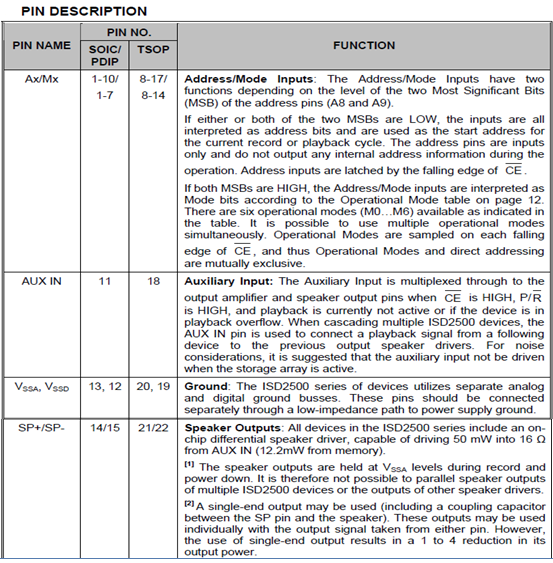 PIN DESCRIPTION
PIN NAME
PIN NO.
SOIC/
PDIP
TSOP
FUNCTION
Ax/Mx
1-10/
1-7
8-17/
8-14
Address/Mode Inputs: The Address/Mode Inputs have two
functions depending on the level of the two Most Significant Bits
(MSB) of the address pins (A8 and A9).
If either or both of the two MSBs are LOW, the inputs are all
interpreted as address bits and are used as the start address for
the current record or playback cycle. The address pins are inputs
only and do not output any internal address information during the
operation. Address inputs are latched by the falling edge of CE .
If both MSBs are HIGH, the Address/Mode inputs are interpreted as
Mode bits according to the Operational Mode table on page 12.
There are six operational modes (M0…M6) available as indicated in
the table. It is possible to use multiple operational modes
simultaneously. Operational Modes are sampled on each falling
edge of CE , and thus Operational Modes and direct addressing
are mutually exclusive.
AUX IN
11
18
Auxiliary Input: The Auxiliary Input is multiplexed through to the
output amplifier and speaker output pins when CE is HIGH, P/R
is HIGH, and playback is currently not active or if the device is in
playback overflow. When cascading multiple ISD2500 devices, the
AUX IN pin is used to connect a playback signal from a following
device to the previous output speaker drivers. For noise
considerations, it is suggested that the auxiliary input not be driven
when the storage array is active.
VSSA, VSSD
13, 12
20, 19
Ground: The ISD2500 series of devices utilizes separate analog
and digital ground busses. These pins should be connected
separately through a low-impedance path to power supply ground.
SP+/SP-
14/15
21/22
Speaker Outputs: All devices in the ISD2500 series include an on-
chip differential speaker driver, capable of driving 50 mW into 16 Ω
from AUX IN (12.2mW from memory).
[1] The speaker outputs are held at VSSA levels during record and
power down. It is therefore not possible to parallel speaker outputs
of multiple ISD2500 devices or the outputs of other speaker drivers.
[2] A single-end output may be used (including a coupling capacitor
between the SP pin and the speaker). These outputs may be used
individually with the output signal taken from either pin. However,
the use of single-end output results in a 1 to 4 reduction in its
output power.